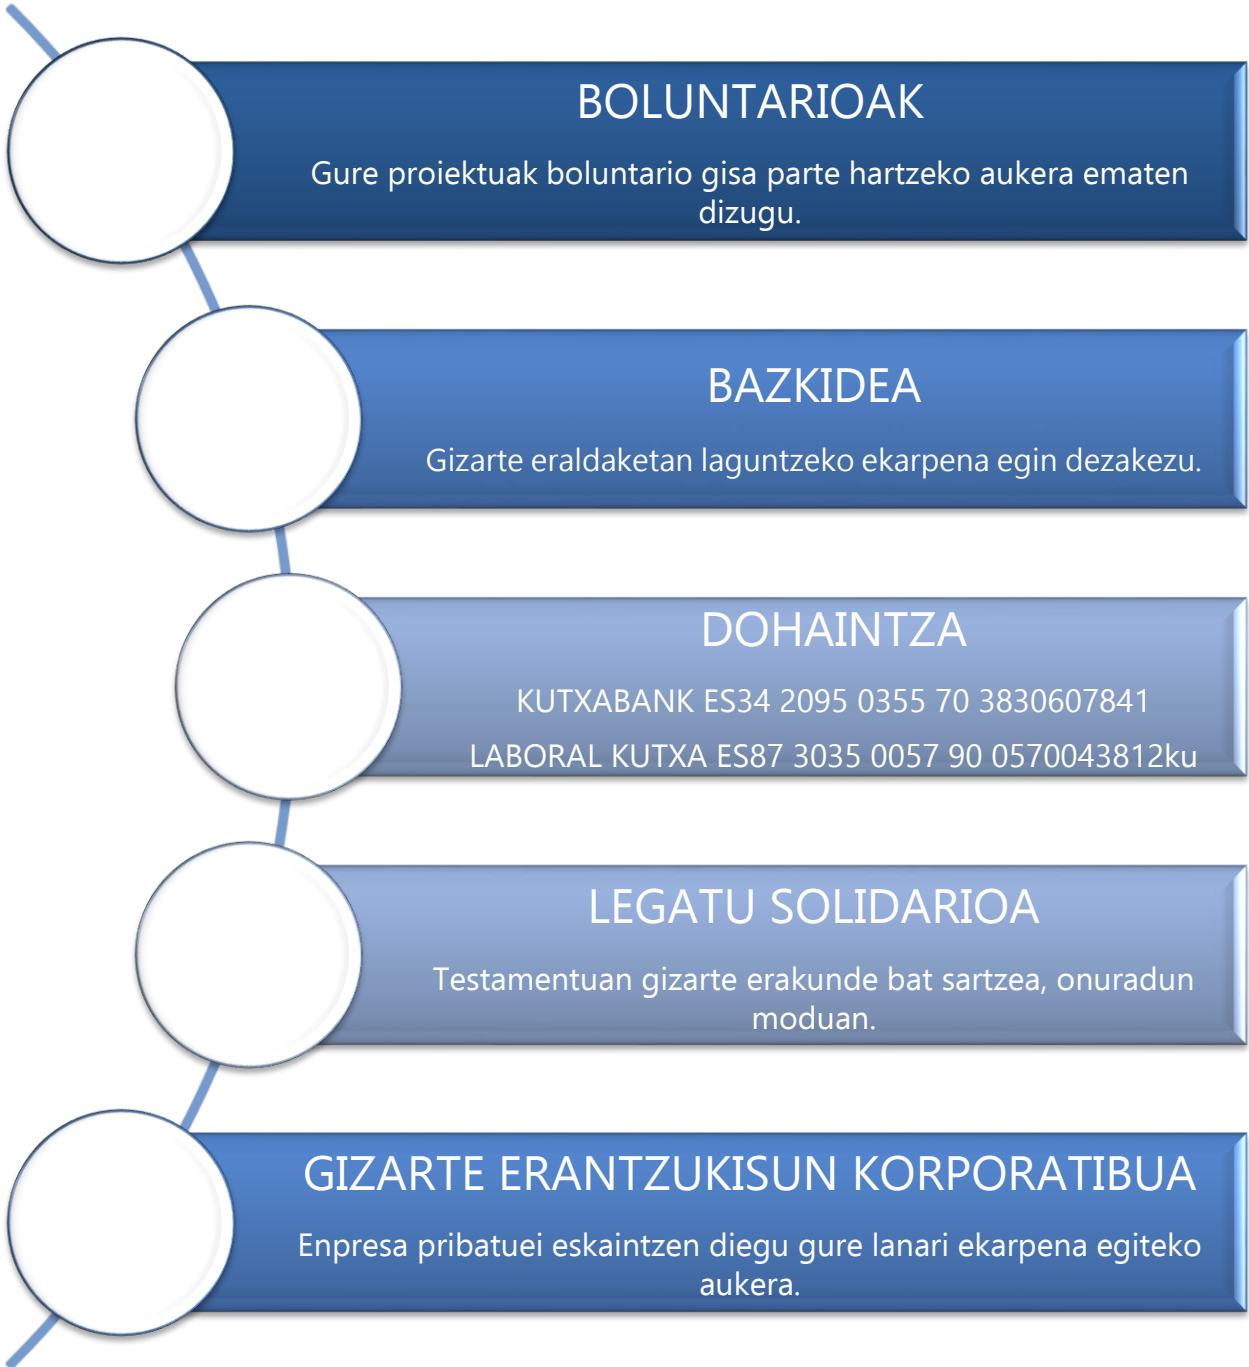 BOLUNTARIOAK
Gure proiektuak boluntario gisa parte hartzeko aukera ematen
dizugu.
BAZKIDEA
Gizarte eraldaketan laguntzeko ekarpena egin dezakezu.
DOHAINTZA
KUTXABANK ES34 2095 0355 70 3830607841
LABORAL KUTXA ES87 3035 0057 90 0570043812ku
LEGATU SOLIDARIOA
Testamentuan gizarte erakunde bat sartzea, onuradun
moduan.
GIZARTE ERANTZUKISUN KORPORATIBUA
Enpresa pribatuei eskaintzen diegu gure lanari ekarpena egiteko
aukera.